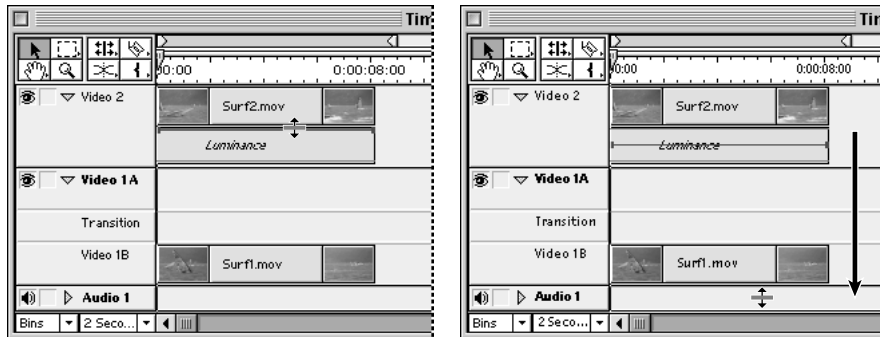 Tim
0:00 0:00:08:00
Video 2 Surf2.mov
Luminance
Video 1A
Transition
Video 1B Surf1.mov
Audio 1
Bins 2 Seco...
Tim
0:00 0:00:08:00
Video 2 Surf2.mov
Luminance
Video 1A
Transition
Video 1B Surf1.mov
Audio 1
Bins 2 Seco...